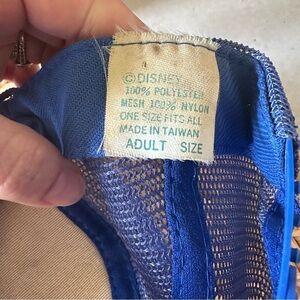 © DISNEY
100% POLYESTER
MESH 100% NYLON
ONE SIZE FITS ALL
MADE IN TAIWAN
ADULT SIZE